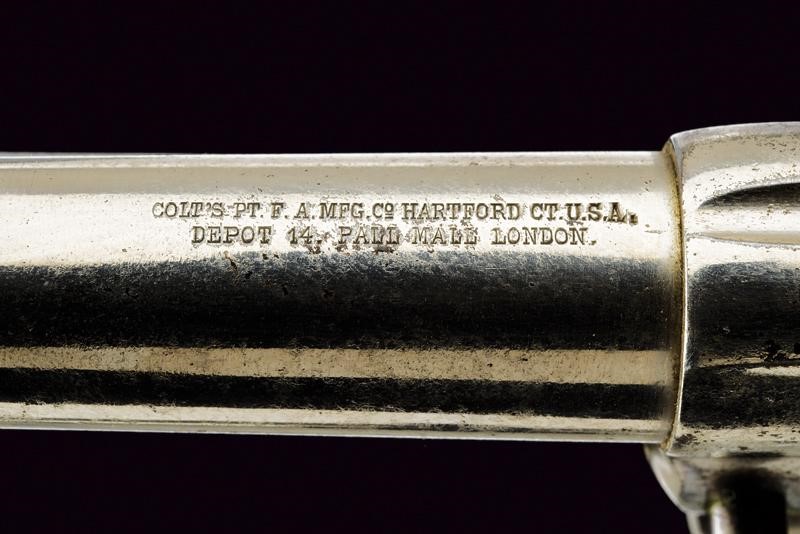 COLT'S PT. F. A. MFG. Cº HARTFORD CT. U.S.A.
DEPOT 14. PALL MALL LONDON.